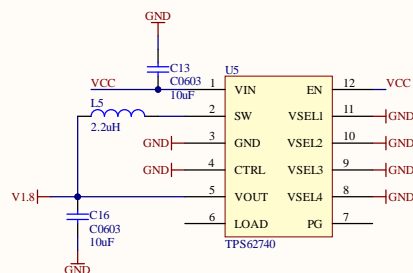 GND
C13
C0603
10uF
VCC
U5
1 VIN EN 12 VCC
L5
2.2uH
2 SW VSEL1 11 GND
GND 3 GND VSEL2 10 GND
GND 4 CTRL VSEL3 9 GND
V1.8 5 VOUT VSEL4 8 GND
6 LOAD PG 7
C16
C0603
10uF
TPS62740
GND